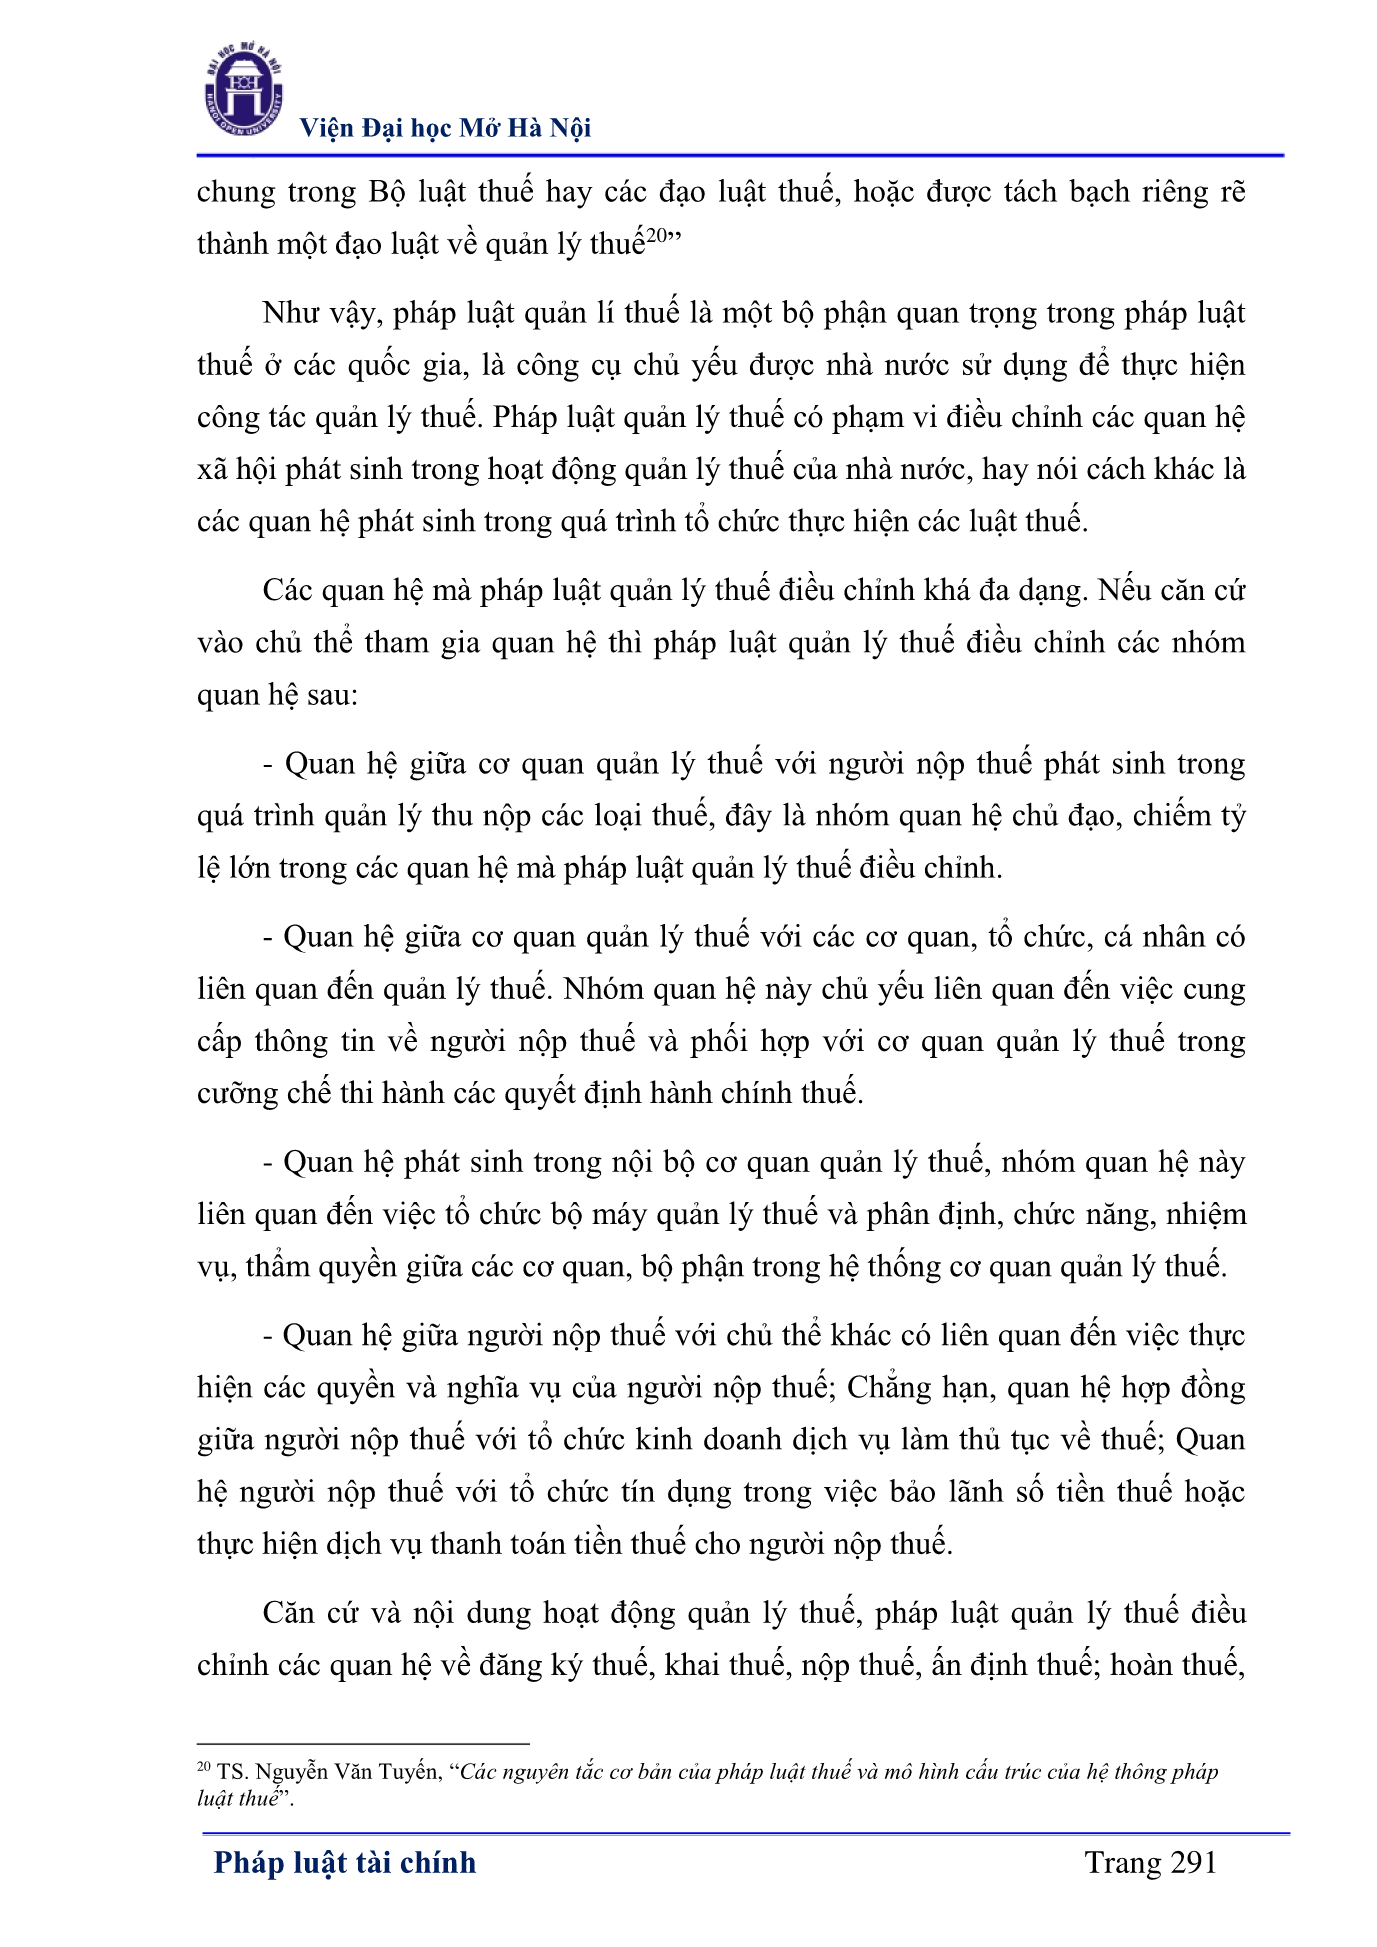 ĐẠI HỌC MỞ HÀ NỘI
HANOI OPEN UNIVERSITY
Viện Đại học Mở Hà Nội
chung trong Bộ luật thuế hay các đạo luật thuế, hoặc được tách bạch riêng rẽ
thành một đạo luật về quản lý thuế20”
Như vậy, pháp luật quản lí thuế là một bộ phận quan trọng trong pháp luật
thuế ở các quốc gia, là công cụ chủ yếu được nhà nước sử dụng để thực hiện
công tác quản lý thuế. Pháp luật quản lý thuế có phạm vi điều chỉnh các quan hệ
xã hội phát sinh trong hoạt động quản lý thuế của nhà nước, hay nói cách khác là
các quan hệ phát sinh trong quá trình tổ chức thực hiện các luật thuế.
Các quan hệ mà pháp luật quản lý thuế điều chỉnh khá đa dạng. Nếu căn cứ
vào chủ thể tham gia quan hệ thì pháp luật quản lý thuế điều chỉnh các nhóm
quan hệ sau:
- Quan hệ giữa cơ quan quản lý thuế với người nộp thuế phát sinh trong
quá trình quản lý thu nộp các loại thuế, đây là nhóm quan hệ chủ đạo, chiếm tỷ
lệ lớn trong các quan hệ mà pháp luật quản lý thuế điều chỉnh.
- Quan hệ giữa cơ quan quản lý thuế với các cơ quan, tổ chức, cá nhân có
liên quan đến quản lý thuế. Nhóm quan hệ này chủ yếu liên quan đến việc cung
cấp thông tin về người nộp thuế và phối hợp với cơ quan quản lý thuế trong
cưỡng chế thi hành các quyết định hành chính thuế.
- Quan hệ phát sinh trong nội bộ cơ quan quản lý thuế, nhóm quan hệ này
liên quan đến việc tổ chức bộ máy quản lý thuế và phân định, chức năng, nhiệm
vụ, thẩm quyền giữa các cơ quan, bộ phận trong hệ thống cơ quan quản lý thuế.
- Quan hệ giữa người nộp thuế với chủ thể khác có liên quan đến việc thực
hiện các quyền và nghĩa vụ của người nộp thuế; Chẳng hạn, quan hệ hợp đồng
giữa người nộp thuế với tổ chức kinh doanh dịch vụ làm thủ tục về thuế; Quan
hệ người nộp thuế với tổ chức tín dụng trong việc bảo lãnh số tiền thuế hoặc
thực hiện dịch vụ thanh toán tiền thuế cho người nộp thuế.
Căn cứ và nội dung hoạt động quản lý thuế, pháp luật quản lý thuế điều
chỉnh các quan hệ về đăng ký thuế, khai thuế, nộp thuế, ấn định thuế; hoàn thuế,
20 TS. Nguyễn Văn Tuyến, “Các nguyên tắc cơ bản của pháp luật thuế và mô hình cấu trúc của hệ thông pháp
luật thuế”.
Pháp luật tài chính
Trang 291